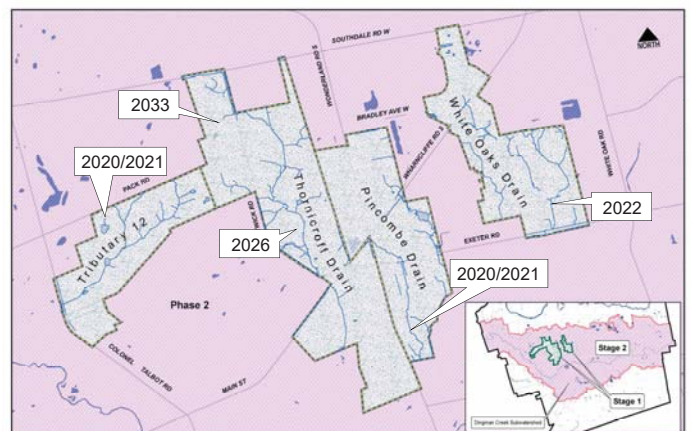 SOUTHDALE RD W
NORTH
WONDERLAND RD S
2033
BRADLEY AVE W
WHARNCLIFFE RD S
White Oaks Drain
WHITE OAK RD
2020/2021
PACK RD
Tributary 12
Thornicroft Drain
Pincombe Drain
2022
WICK RD
2026
EXETER RD
2020/2021
Phase 2
COLONEL TALBOT RD
MAIN ST
Stage 2
Stage 1
Dingman Creek Subwatershed